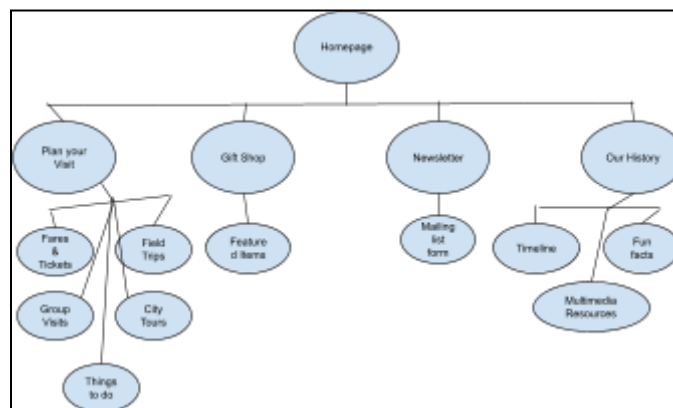 Homepage
Plan your
Visit
Gift Shop
Newsletter
Our History
Fares
&
Tickets
Field
Trips
Feature
d Items
Mailing
list
form
Timeline
Fun
facts
Group
Visits
City
Tours
Multimedia
Resources
Things
to do